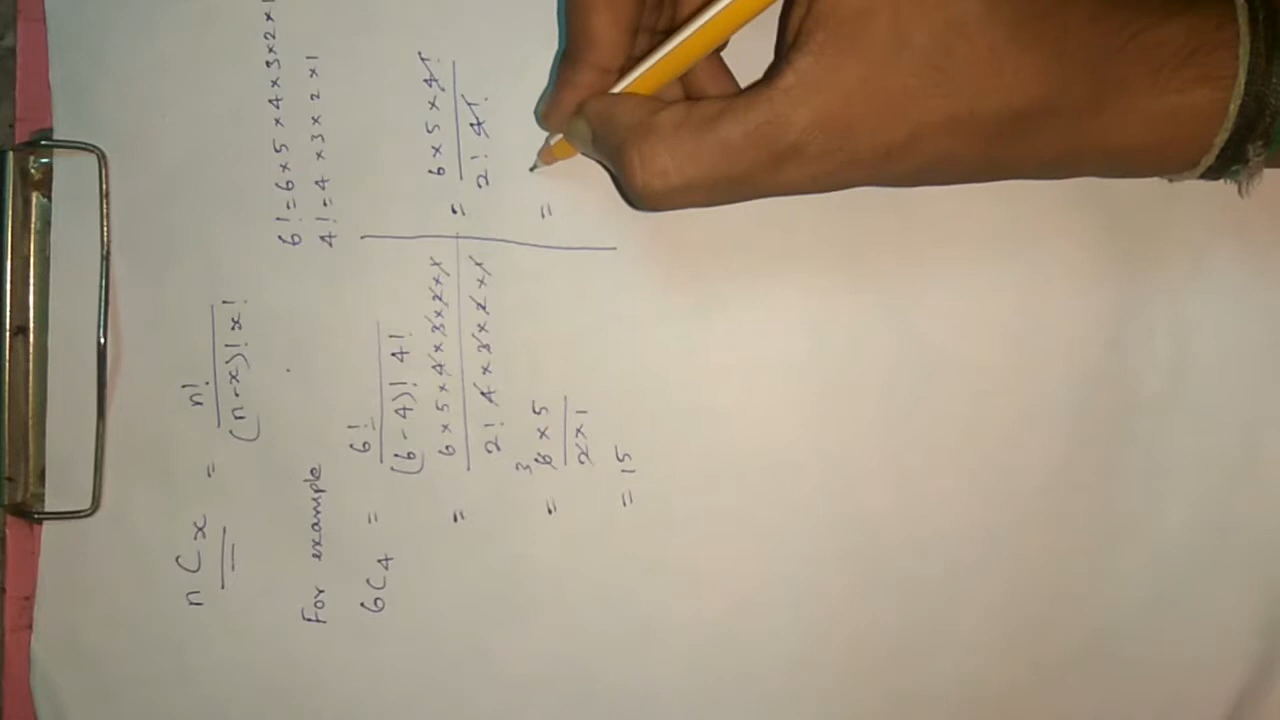 nCx = n! / (n-x)! x!
For example
6! = 6 x 5 x 4 x 3 x 2 x 1
4! = 4 x 3 x 2 x 1
6C4 = 6! / (6-4)! 4!
= 6 x 5 x 4 x 3 x 2 x 1 / 2! 4 x 3 x 2 x 1
= 3 6 x 5 / 2 x 1
= 15
= 6 x 5 x 4! / 2! 4!
=